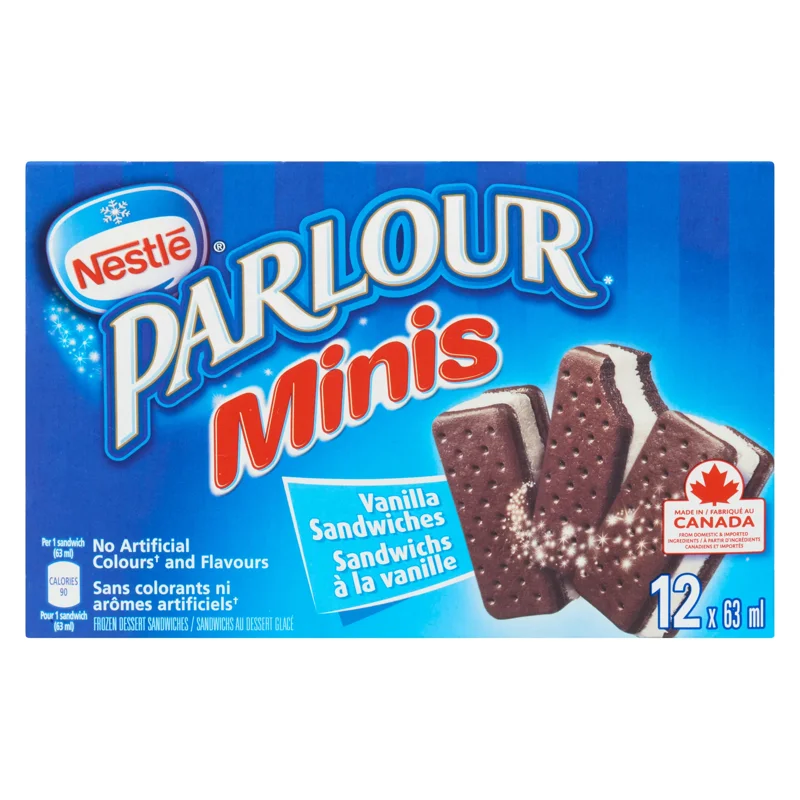 Nestlé®
PARLOUR
Minis
Vanilla
Sandwiches
Sandwichs
à la vanille
MADE IN / FABRIQUÉ AU
CANADA
FROM DOMESTIC & IMPORTED
INGREDIENTS / À PARTIR D'INGRÉDIENTS
CANADIENS ET IMPORTÉS
Per 1 sandwich
(63 ml)
CALORIES
90
Pour 1 sandwich
(63 ml)
No Artificial
Colours† and Flavours
Sans colorants ni
arômes artificiels†
FROZEN DESSERT SANDWICHES / SANDWICHS AU DESSERT GLACÉ
12 x 63 ml